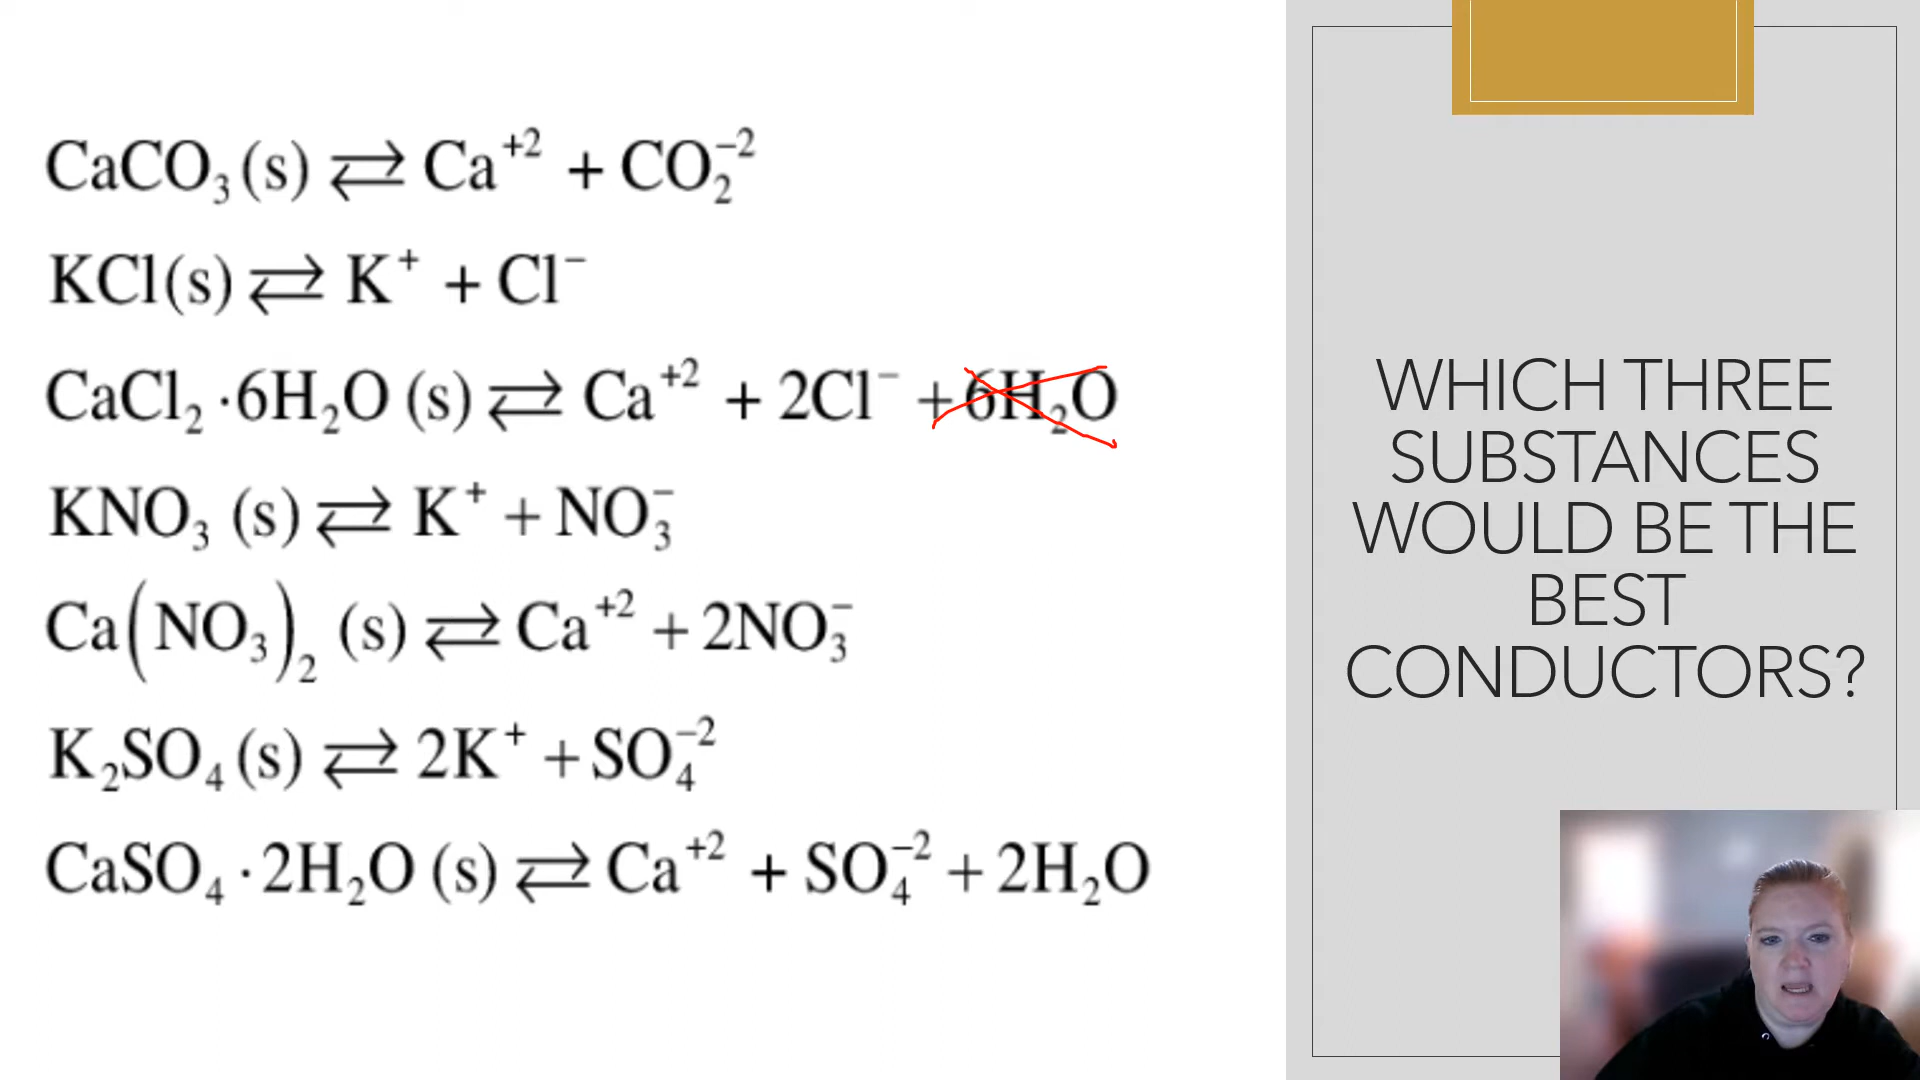 CaCO₃(s) ⇄ Ca⁺² + CO₂⁻²
KCl(s) ⇄ K⁺ + Cl⁻
CaCl₂·6H₂O (s) ⇄ Ca⁺² + 2Cl⁻ + 6H₂O
KNO₃ (s) ⇄ K⁺ + NO₃⁻
Ca(NO₃)₂ (s) ⇄ Ca⁺² + 2NO₃⁻
K₂SO₄(s) ⇄ 2K⁺ + SO₄⁻²
CaSO₄·2H₂O (s) ⇄ Ca⁺² + SO₄⁻² + 2H₂O
WHICH THREE
SUBSTANCES
WOULD BE THE
BEST
CONDUCTORS?